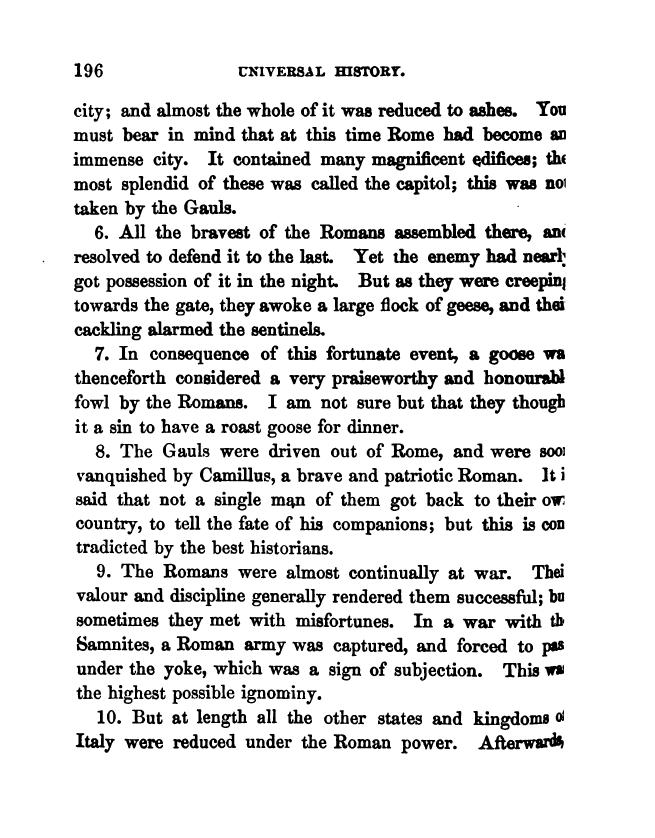 196 UNIVERSAL HISTORY.
city; and almost the whole of it was reduced to ashes. You
must bear in mind that at this time Rome had become an
immense city. It contained many magnificent edifices; the
most splendid of these was called the capitol; this was not
taken by the Gauls.
6. All the bravest of the Romans assembled there, and
resolved to defend it to the last. Yet the enemy had nearly
got possession of it in the night. But as they were creeping
towards the gate, they awoke a large flock of geese, and thei
cackling alarmed the sentinels.
7. In consequence of this fortunate event, a goose wa
thenceforth considered a very praiseworthy and honourabl
fowl by the Romans. I am not sure but that they though
it a sin to have a roast goose for dinner.
8. The Gauls were driven out of Rome, and were soon
vanquished by Camillus, a brave and patriotic Roman. It i
said that not a single man of them got back to their own
country, to tell the fate of his companions; but this is con
tradicted by the best historians.
9. The Romans were almost continually at war. Thei
valour and discipline generally rendered them successful; bu
sometimes they met with misfortunes. In a war with th
Samnites, a Roman army was captured, and forced to pas
under the yoke, which was a sign of subjection. This wa
the highest possible ignominy.
10. But at length all the other states and kingdoms of
Italy were reduced under the Roman power. Afterwards,